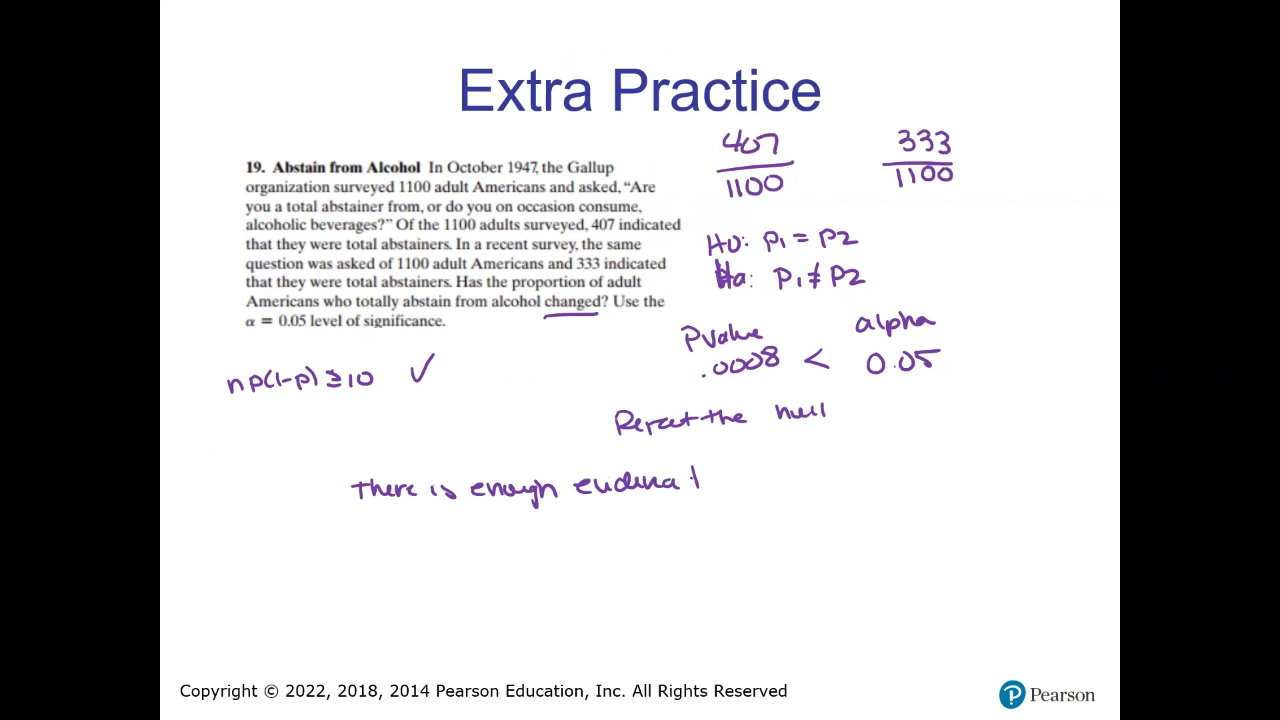 Extra Practice
407 333
1100 1100
19. Abstain from Alcohol In October 1947, the Gallup
organization surveyed 1100 adult Americans and asked, “Are
you a total abstainer from, or do you on occasion consume,
alcoholic beverages?” Of the 1100 adults surveyed, 407 indicated
that they were total abstainers. In a recent survey, the same
question was asked of 1100 adult Americans and 333 indicated
that they were total abstainers. Has the proportion of adult
Americans who totally abstain from alcohol changed? Use the
α = 0.05 level of significance.
H0: P1 = P2
Ha: P1 ≠ P2
Pvalue alpha
.0008 < 0.05
np(1-p) ≥ 10 ✓
Reject the null
there is enough evidence t
Copyright © 2022, 2018, 2014 Pearson Education, Inc. All Rights Reserved
P Pearson